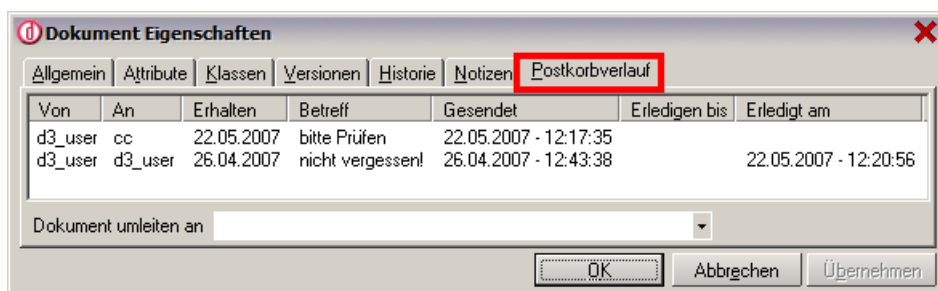 Dokument Eigenschaften
Allgemein Attribute Klassen Versionen Historie Notizen Postkorbverlauf
Von An Erhalten Betreff Gesendet Erledigen bis Erledigt am
d3_user cc 22.05.2007 bitte Prüfen 22.05.2007 - 12:17:35
d3_user d3_user 26.04.2007 nicht vergessen! 26.04.2007 - 12:43:38 22.05.2007 - 12:20:56
Dokument umleiten an
OK Abbrechen Übernehmen